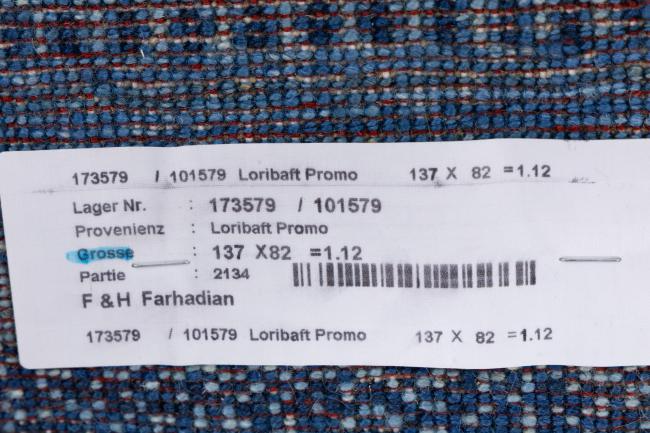 173579 / 101579 Loribaft Promo 137 X 82 =1.12
Lager Nr. : 173579 / 101579
Provenienz : Loribaft Promo
Grosse : 137 X82 =1.12
Partie : 2134
F & H Farhadian
173579 / 101579 Loribaft Promo 137 X 82 =1.12